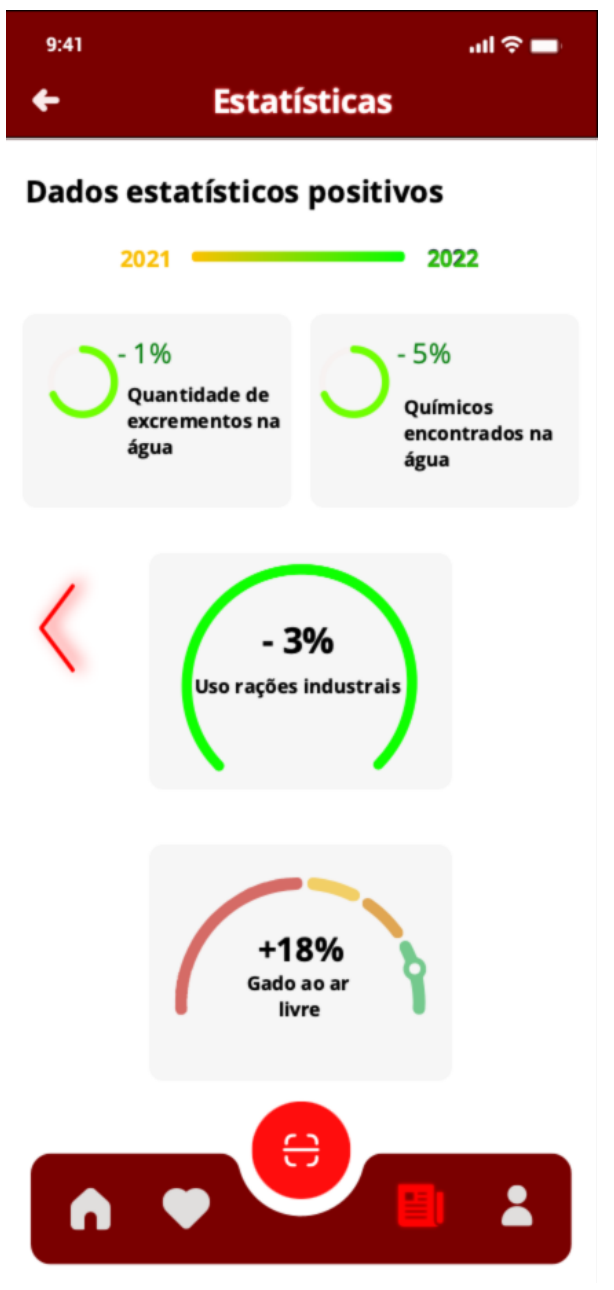 9:41
Estatísticas
Dados estatísticos positivos
2021
2022
- 1%
Quantidade de
excrementos na
água
- 5%
Químicos
encontrados na
água
- 3%
Uso rações industrais
+18%
Gado ao ar
livre